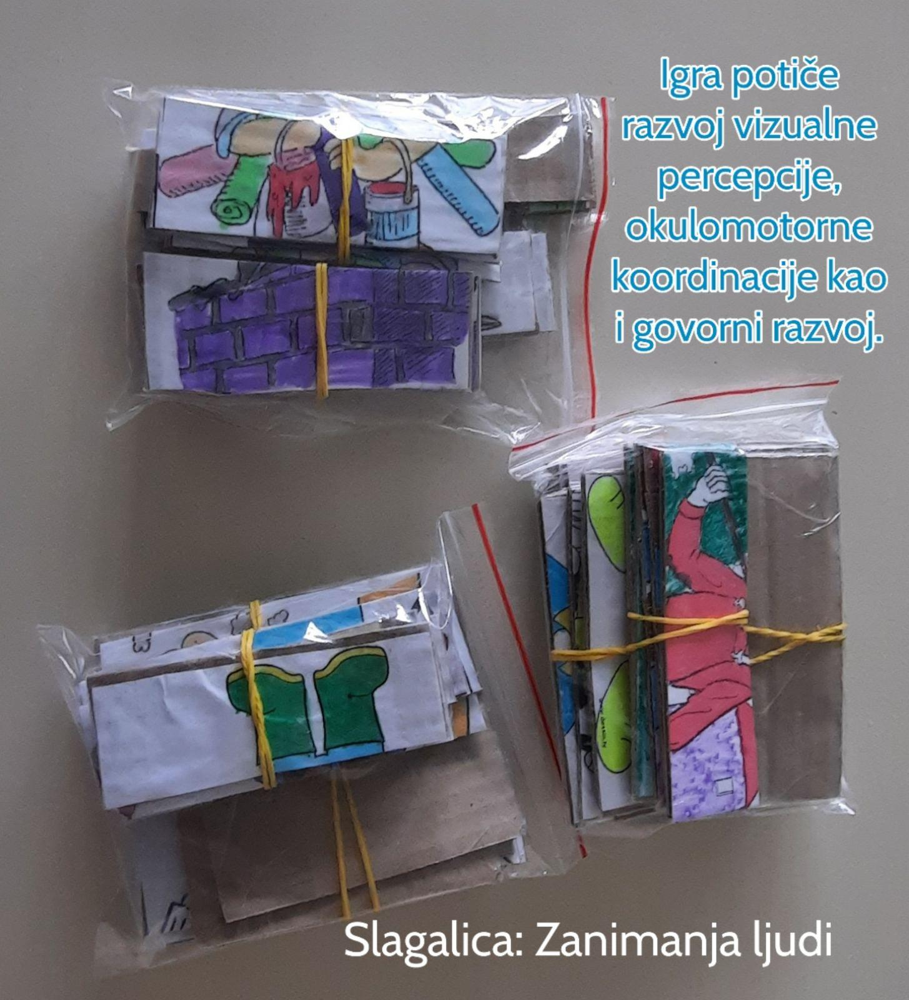 Igra potiče
razvoj vizualne
percepcije,
okulomotorne
koordinacije kao
i govorni razvoj.
Slagalica: Zanimanja ljudi